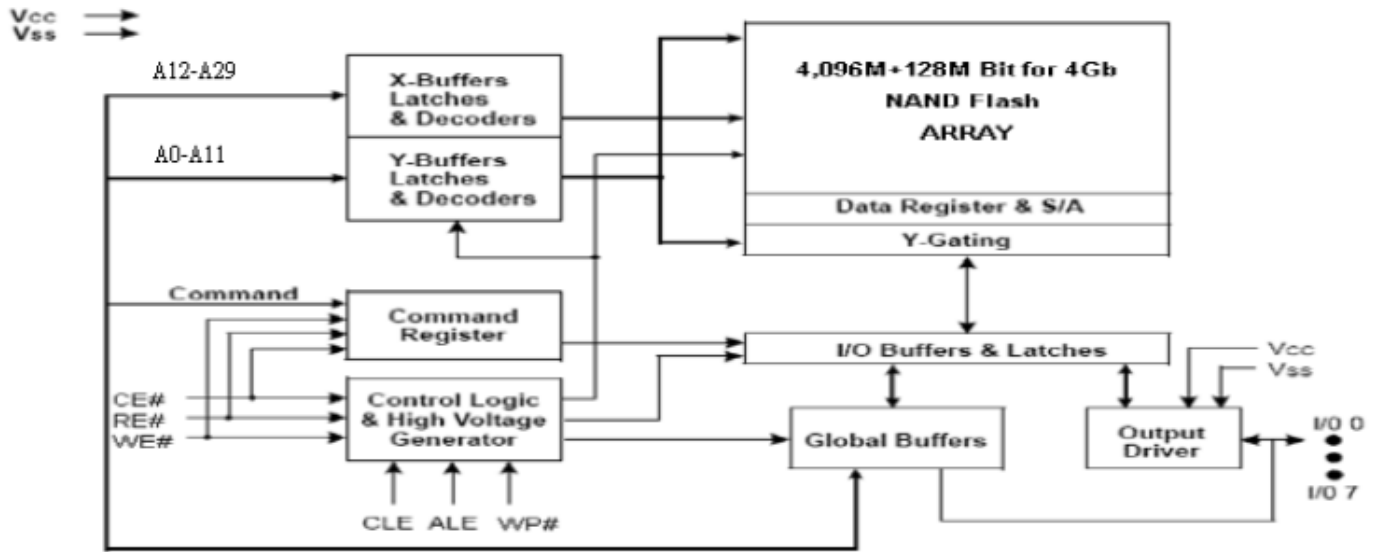 Vcc
Vss
A12-A29
A0-A11
X-Buffers
Latches
& Decoders
Y-Buffers
Latches
& Decoders
4,096M+128M Bit for 4Gb
NAND Flash
ARRAY
Data Register & S/A
Y-Gating
Command
Command
Register
I/O Buffers & Latches
Vcc
Vss
CE#
RE#
WE#
Control Logic
& High Voltage
Generator
Global Buffers
Output
Driver
I/0 0
I/0 7
CLE
ALE
WP#